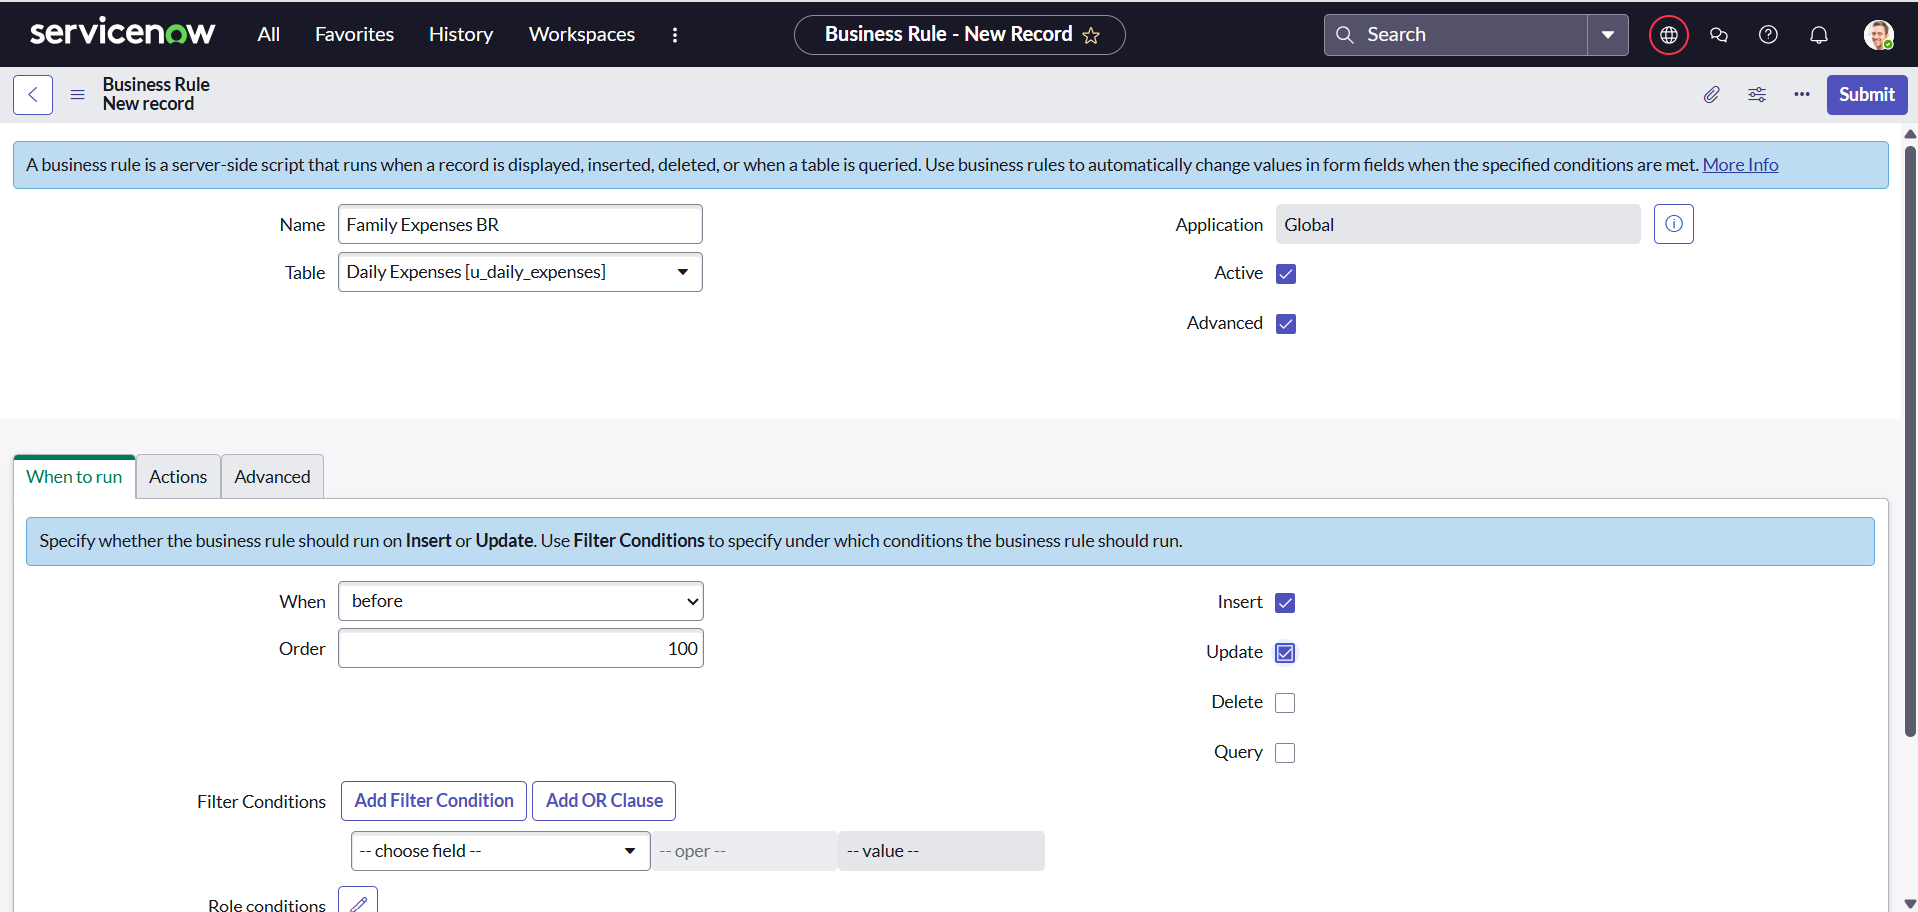 servicenow All Favorites History Workspaces Business Rule - New Record Search
Business Rule
New record
Submit
A business rule is a server-side script that runs when a record is displayed, inserted, deleted, or when a table is queried. Use business rules to automatically change values in form fields when the specified conditions are met. More Info
Name Family Expenses BR Application Global
Table Daily Expenses [u_daily_expenses] Active
Advanced
When to run Actions Advanced
Specify whether the business rule should run on Insert or Update. Use Filter Conditions to specify under which conditions the business rule should run.
When before Insert
Order 100 Update
Delete
Query
Filter Conditions Add Filter Condition Add OR Clause
-- choose field -- -- oper -- -- value --
Role conditions